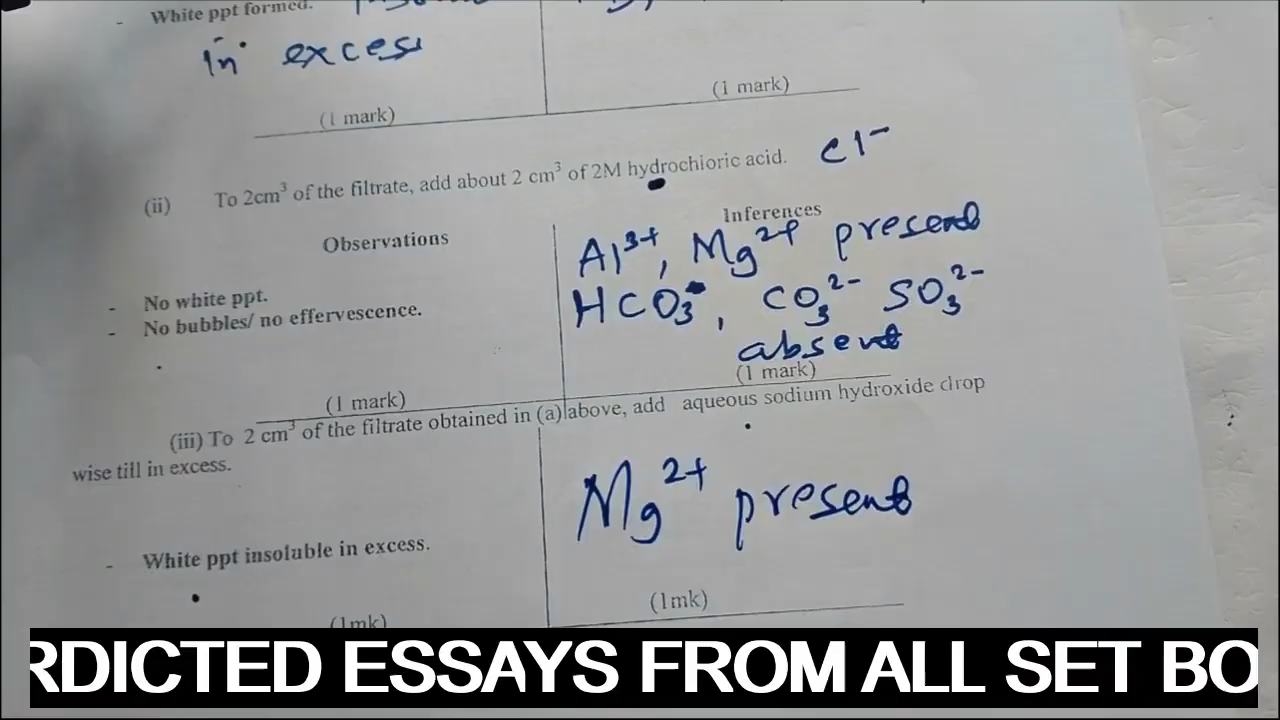 - White ppt formed.
in excess
(1 mark)
(1 mark)
(ii) To 2cm³ of the filtrate, add about 2 cm³ of 2M hydrochioric acid. Cl⁻
Observations
Inferences
- No white ppt.
- No bubbles/ no effervescence.
Al³⁺, Mg²⁺ present
HCO₃⁻, CO₃²⁻ SO₃²⁻
absent
(1 mark)
(1 mark)
(iii) To 2 cm³ of the filtrate obtained in (a) above, add aqueous sodium hydroxide drop
wise till in excess.
- White ppt insoluble in excess.
Mg²⁺ present
(1mk)
(1mk)
RDICTED ESSAYS FROM ALL SET BO